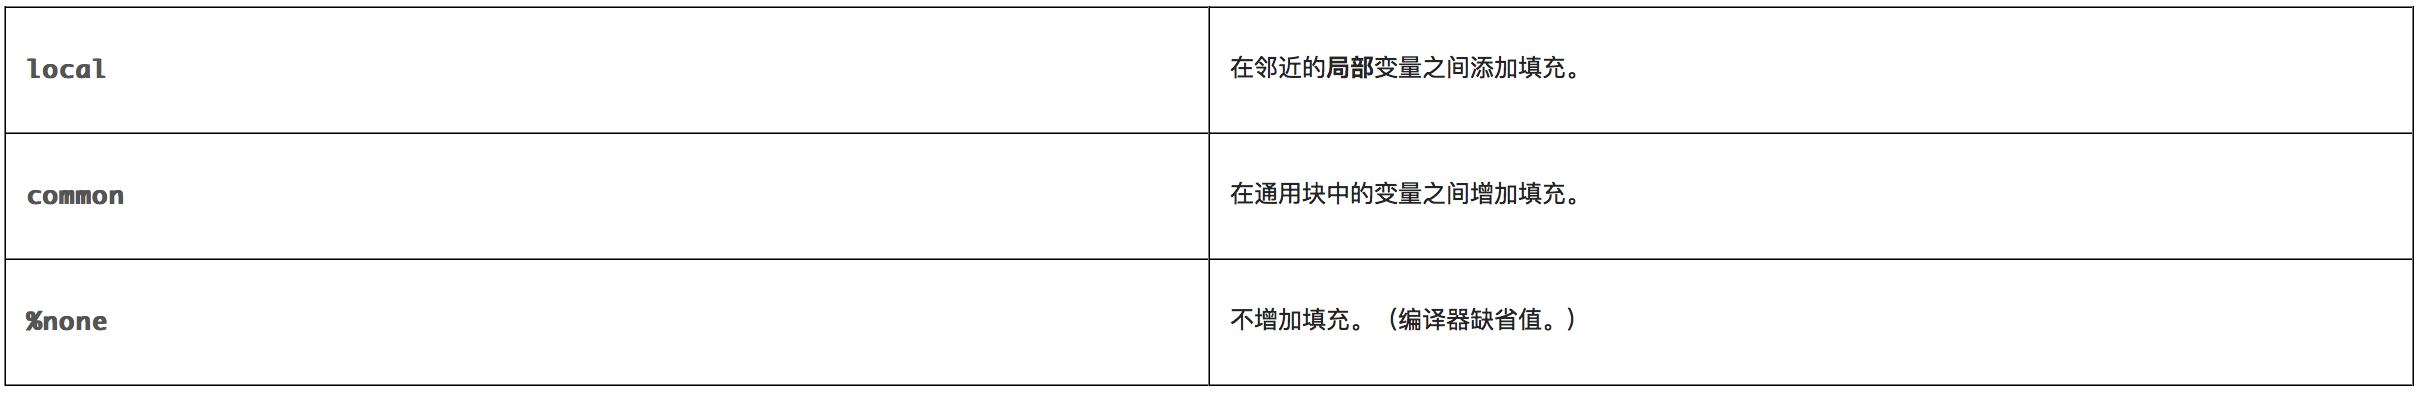 local
在邻近的局部变量之间添加填充。
common
在通用块中的变量之间增加填充。
%none
不增加填充。（编译器缺省值。）